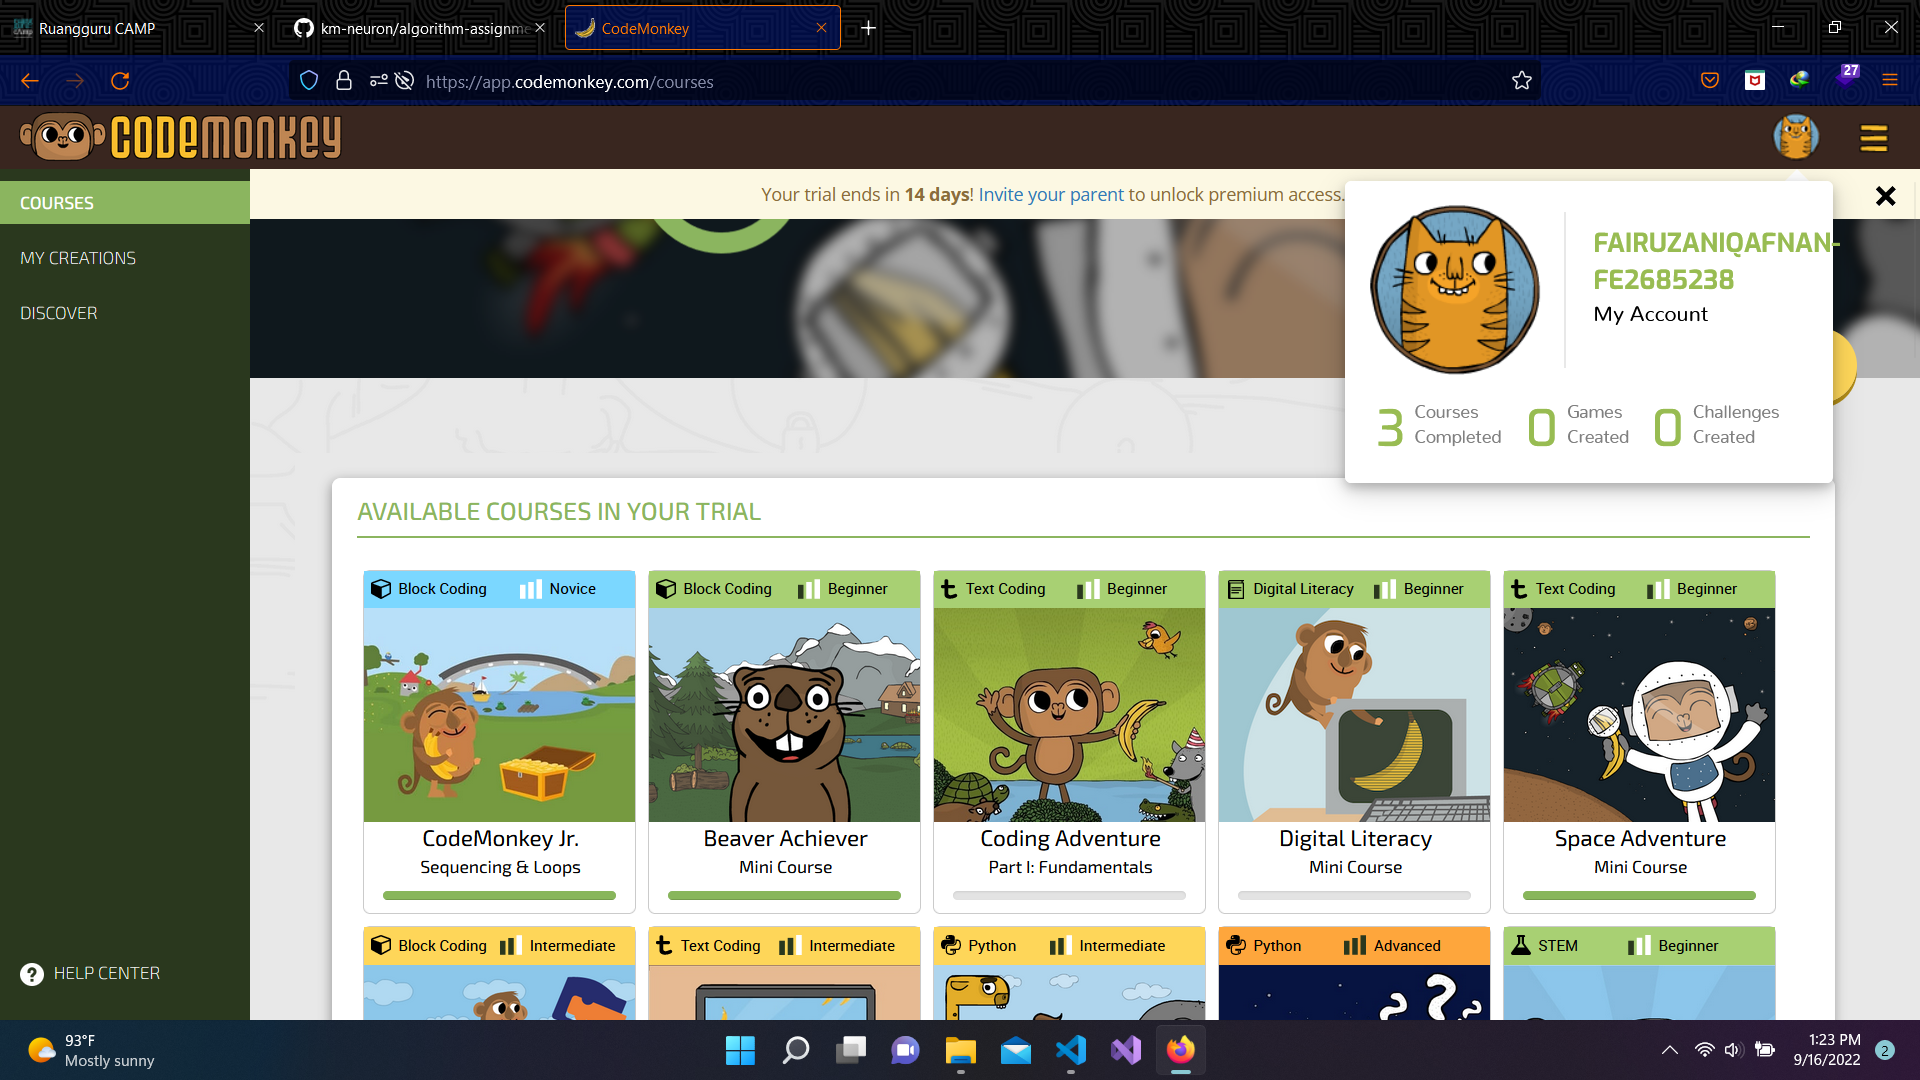 Ruangguru CAMP
km-neuron/algorithm-assignme
CodeMonkey
27
https://app.codemonkey.com/courses
CODEMONKEY
COURSES
MY CREATIONS
DISCOVER
HELP CENTER
Your trial ends in 14 days! Invite your parent to unlock premium access.
FAIRUZANIQAFNAN-
FE2685238
My Account
3 Courses Completed
0 Games Created
0 Challenges Created
AVAILABLE COURSES IN YOUR TRIAL
Block Coding Novice
CodeMonkey Jr.
Sequencing & Loops
Block Coding Beginner
Beaver Achiever
Mini Course
Text Coding Beginner
Coding Adventure
Part I: Fundamentals
Digital Literacy Beginner
Digital Literacy
Mini Course
Text Coding Beginner
Space Adventure
Mini Course
Block Coding Intermediate
Text Coding Intermediate
Python Intermediate
Python Advanced
STEM Beginner
93°F
Mostly sunny
1:23 PM
9/16/2022
2